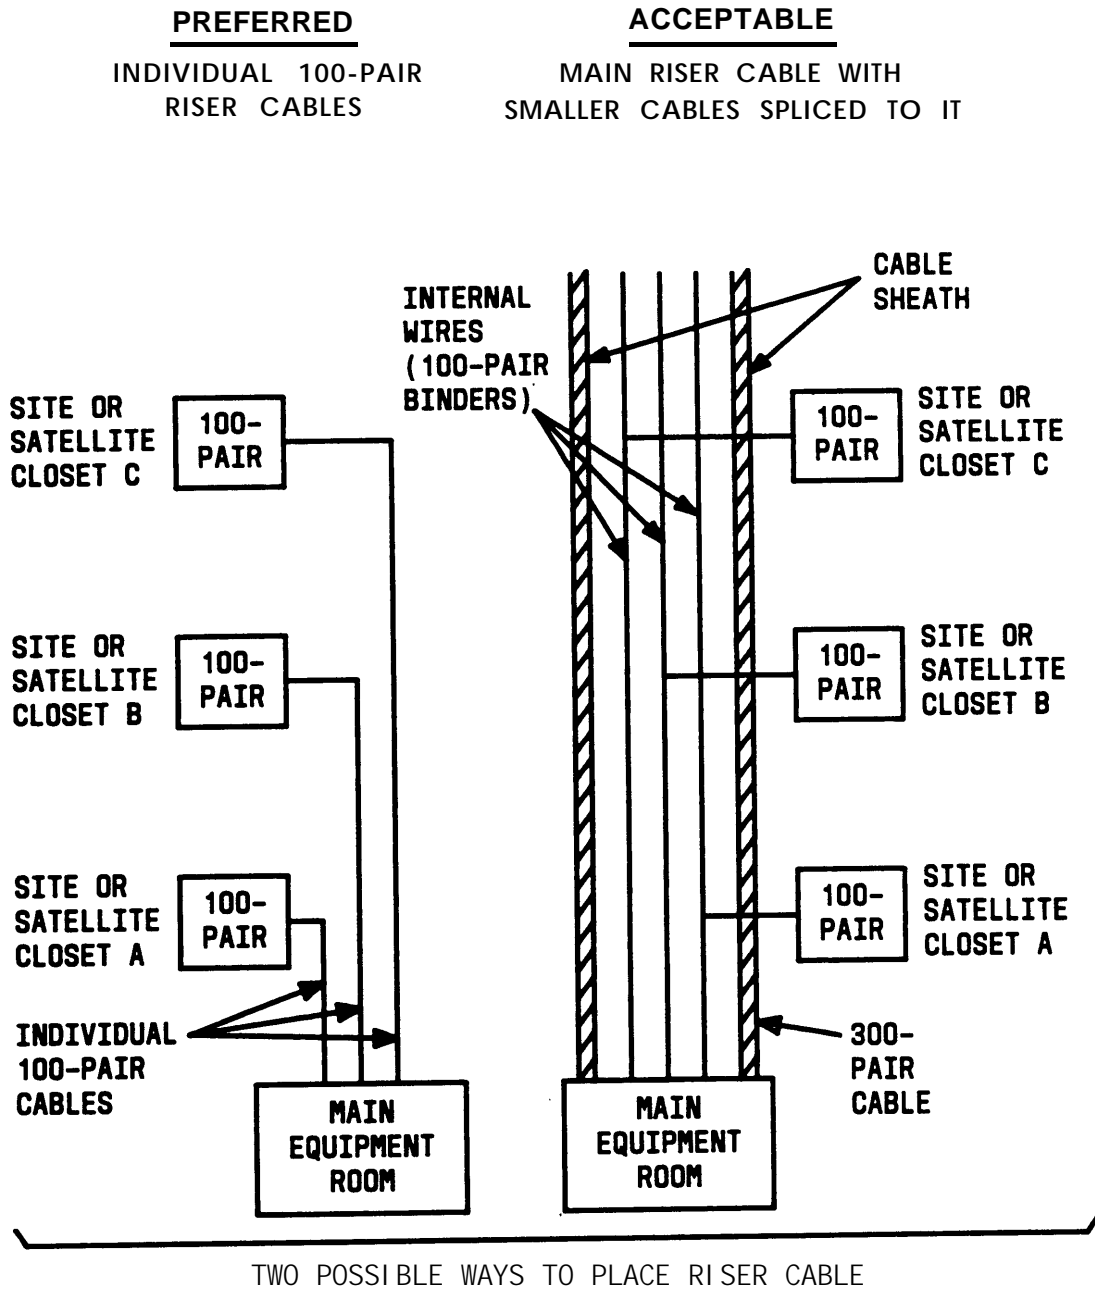 PREFERRED
INDIVIDUAL 100-PAIR
RISER CABLES
ACCEPTABLE
MAIN RISER CABLE WITH
SMALLER CABLES SPLICED TO IT
SITE OR
SATELLITE
CLOSET C
100-
PAIR
SITE OR
SATELLITE
CLOSET B
100-
PAIR
SITE OR
SATELLITE
CLOSET A
100-
PAIR
INDIVIDUAL
100-PAIR
CABLES
MAIN
EQUIPMENT
ROOM
INTERNAL
WIRES
(100-PAIR
BINDERS)
CABLE
SHEATH
100-
PAIR
SITE OR
SATELLITE
CLOSET C
100-
PAIR
SITE OR
SATELLITE
CLOSET B
100-
PAIR
SITE OR
SATELLITE
CLOSET A
300-
PAIR
CABLE
MAIN
EQUIPMENT
ROOM
TWO POSSIBLE WAYS TO PLACE RISER CABLE